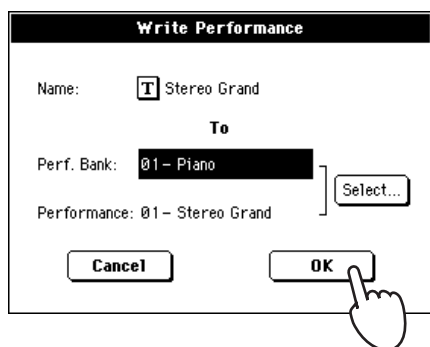 Write Performance
Name: T Stereo Grand
To
Perf. Bank: 01- Piano
Select...
Performance: 01- Stereo Grand
Cancel OK